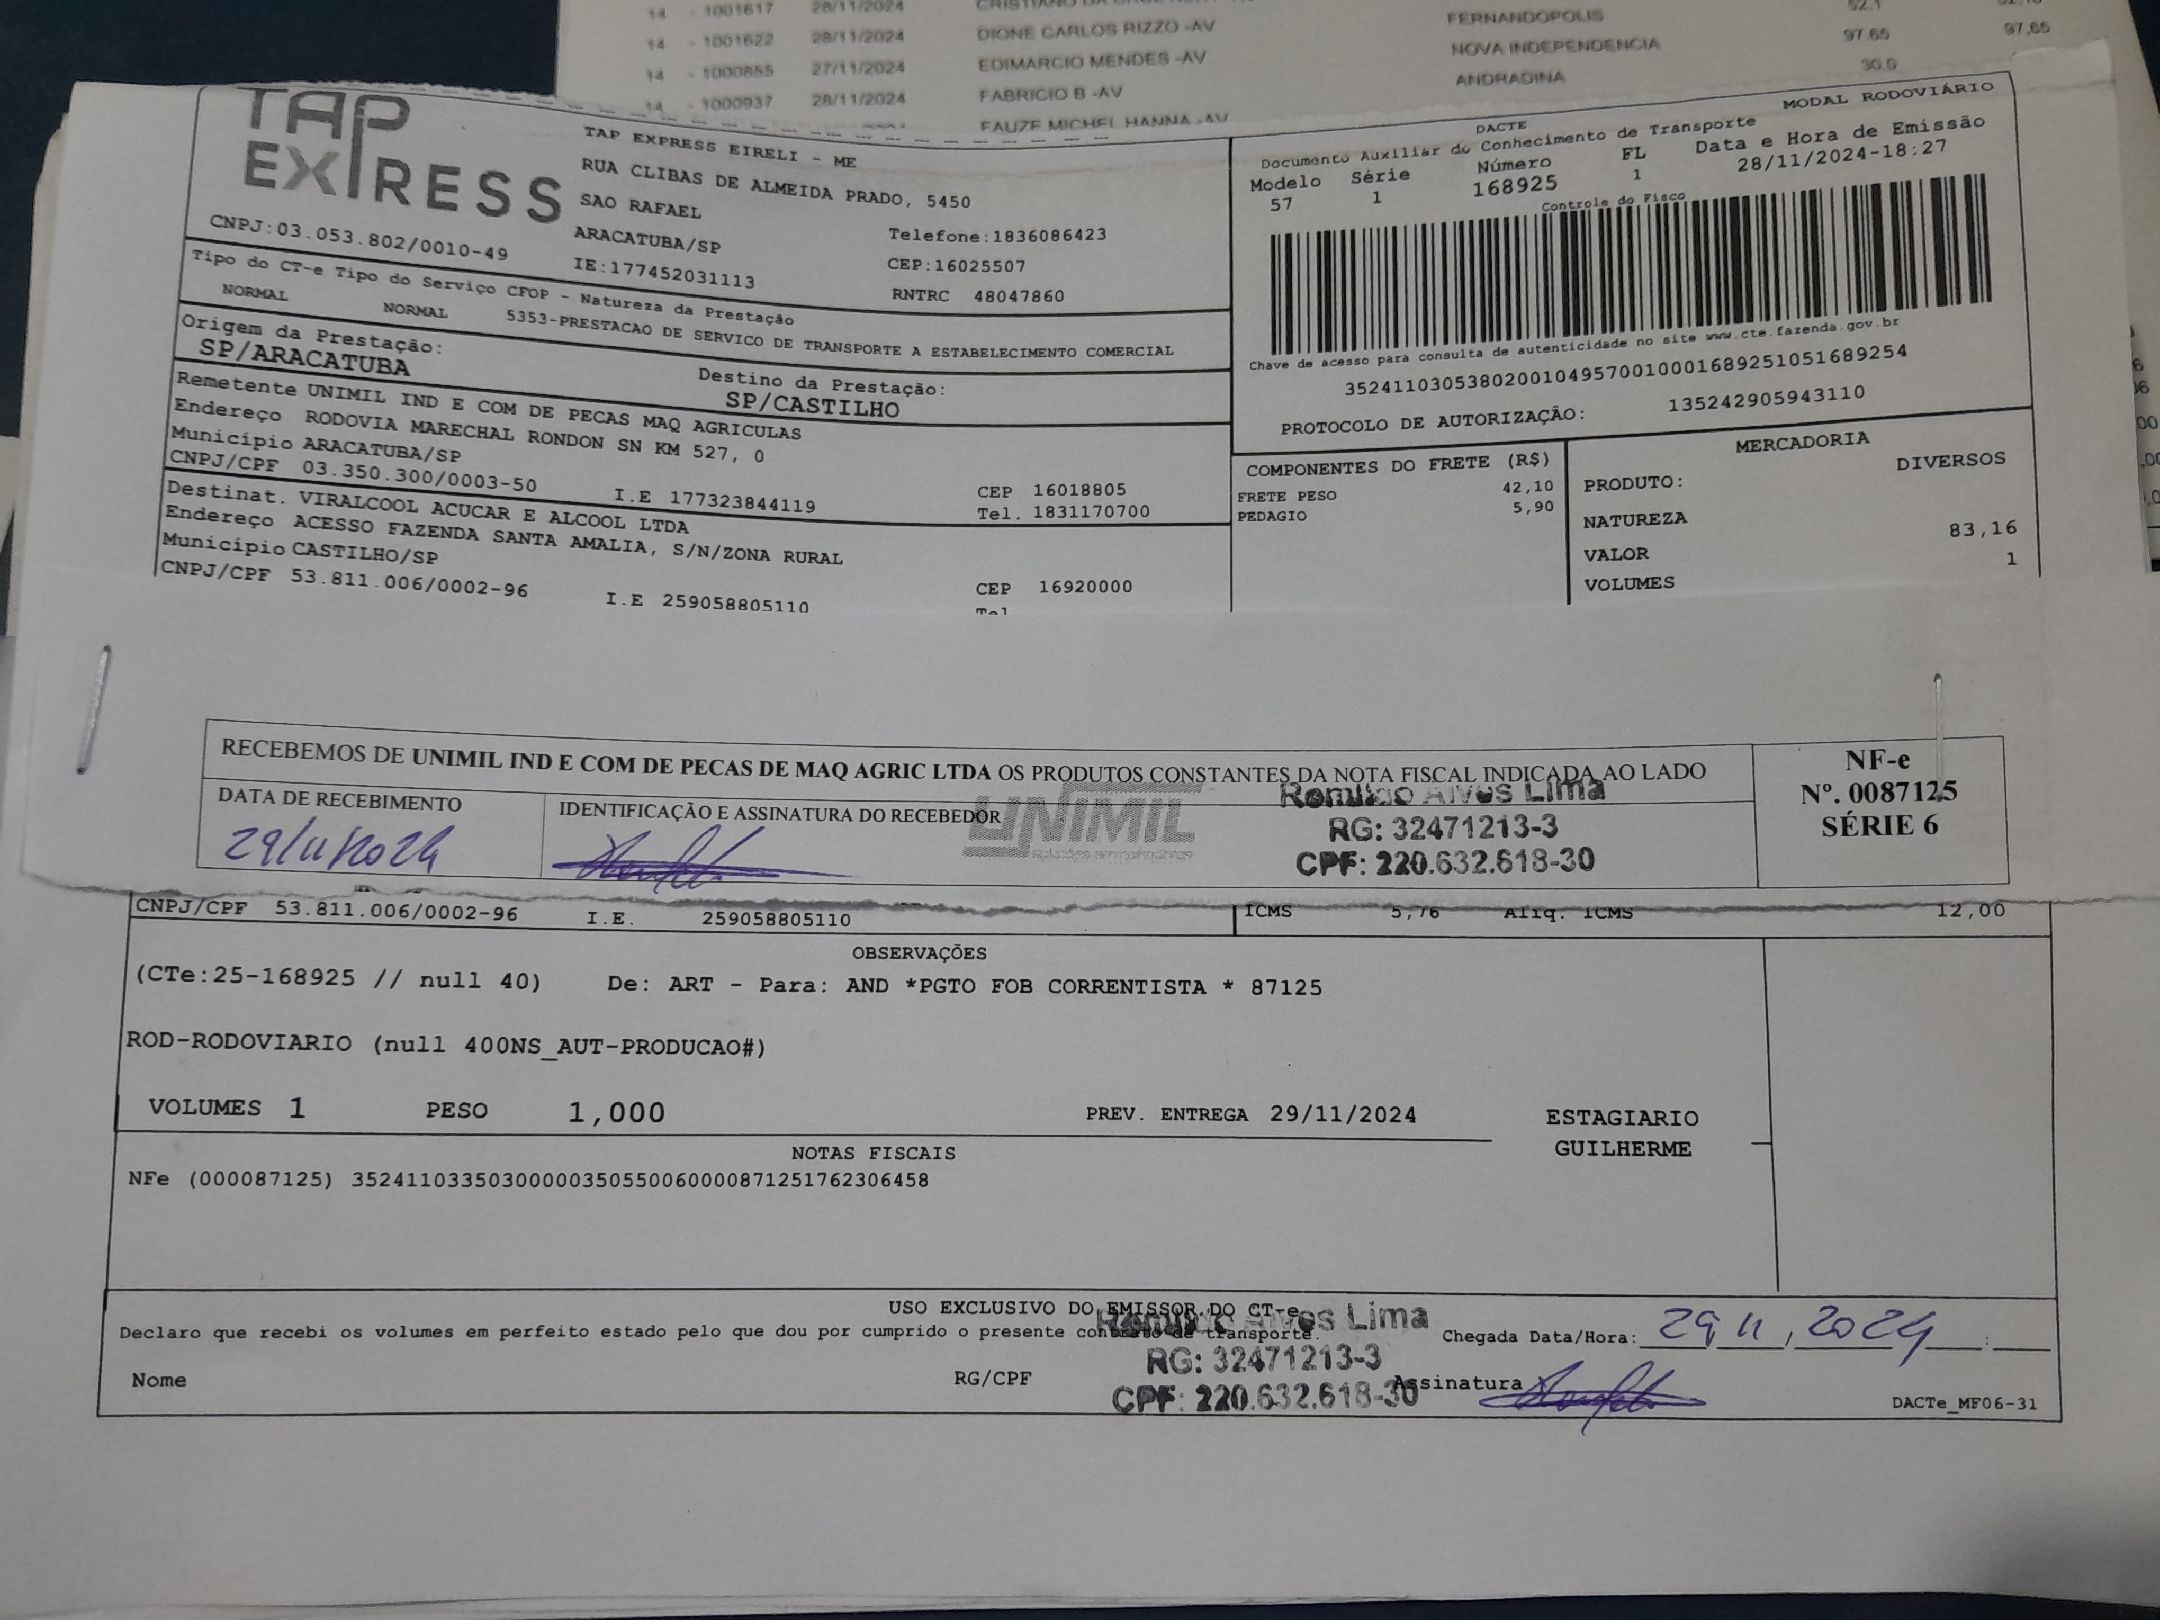 14 - 1001617 28/11/2024
14 - 1001622 28/11/2024 DIONE CARLOS RIZZO -AV FERNANDOPOLIS 97.65 97,65
14 - 1000855 27/11/2024 EDIMARCIO MENDES -AV NOVA INDEPENDENCIA 30.0
14 - 1000937 28/11/2024 FABRICIO B -AV ANDRADINA
FAUZE MICHEL HANNA -AV
TAP
EXPRESS
TAP EXPRESS EIRELI - ME
RUA CLIBAS DE ALMEIDA PRADO, 5450
SAO RAFAEL
ARACATUBA/SP Telefone:1836086423
CNPJ:03.053.802/0010-49 IE:177452031113 CEP:16025507
RNTRC 48047860
Tipo do CT-e Tipo do Serviço CFOP - Natureza da Prestação
NORMAL NORMAL 5353-PRESTACAO DE SERVICO DE TRANSPORTE A ESTABELECIMENTO COMERCIAL
Origem da Prestação: Destino da Prestação:
SP/ARACATUBA SP/CASTILHO
Remetente UNIMIL IND E COM DE PECAS MAQ AGRICULAS
Endereço RODOVIA MARECHAL RONDON SN KM 527, 0
Município ARACATUBA/SP CEP 16018805
CNPJ/CPF 03.350.300/0003-50 I.E 177323844119 Tel. 1831170700
Destinat. VIRALCOOL ACUCAR E ALCOOL LTDA
Endereço ACESSO FAZENDA SANTA AMALIA, S/N/ZONA RURAL
Município CASTILHO/SP CEP 16920000
CNPJ/CPF 53.811.006/0002-96 I.E 259058805110 Tel
DACTE MODAL RODOVIÁRIO
Documento Auxiliar do Conhecimento de Transporte
Modelo Série Número FL Data e Hora de Emissão
57 1 168925 1 28/11/2024-18:27
Controle do Fisco
Chave de acesso para consulta de autenticidade no site www.cte.fazenda.gov.br
35241103053802001049570010001689251051689254
PROTOCOLO DE AUTORIZAÇÃO: 135242905943110
COMPONENTES DO FRETE (R$)
FRETE PESO 42,10
PEDAGIO 5,90
MERCADORIA
PRODUTO: DIVERSOS
NATUREZA
VALOR 83,16
VOLUMES 1
RECEBEMOS DE UNIMIL IND E COM DE PECAS DE MAQ AGRIC LTDA OS PRODUTOS CONSTANTES DA NOTA FISCAL INDICADA AO LADO
DATA DE RECEBIMENTO IDENTIFICAÇÃO E ASSINATURA DO RECEBEDOR
29/11/2024
UNIMIL
Romildo Alves Lima
RG: 32471213-3
CPF: 220.632.618-30
NF-e
Nº. 0087125
SÉRIE 6
CNPJ/CPF 53.811.006/0002-96 I.E. 259058805110 ICMS 5,76 Alíq. ICMS 12,00
OBSERVAÇÕES
(CTe:25-168925 // null 40) De: ART - Para: AND *PGTO FOB CORRENTISTA * 87125
ROD-RODOVIARIO (null 400NS_AUT-PRODUCAO#)
VOLUMES 1 PESO 1,000 PREV. ENTREGA 29/11/2024 ESTAGIARIO
GUILHERME
NOTAS FISCAIS
NFe (000087125) 35241103350300000350550060000871251762306458
USO EXCLUSIVO DO EMISSOR DO CT-e
Declaro que recebi os volumes em perfeito estado pelo que dou por cumprido o presente contrato de transporte. Chegada Data/Hora: 29 11, 2024 :
Romildo Alves Lima
RG: 32471213-3
CPF: 220.632.618-30
Nome RG/CPF Assinatura
DACTe_MF06-31